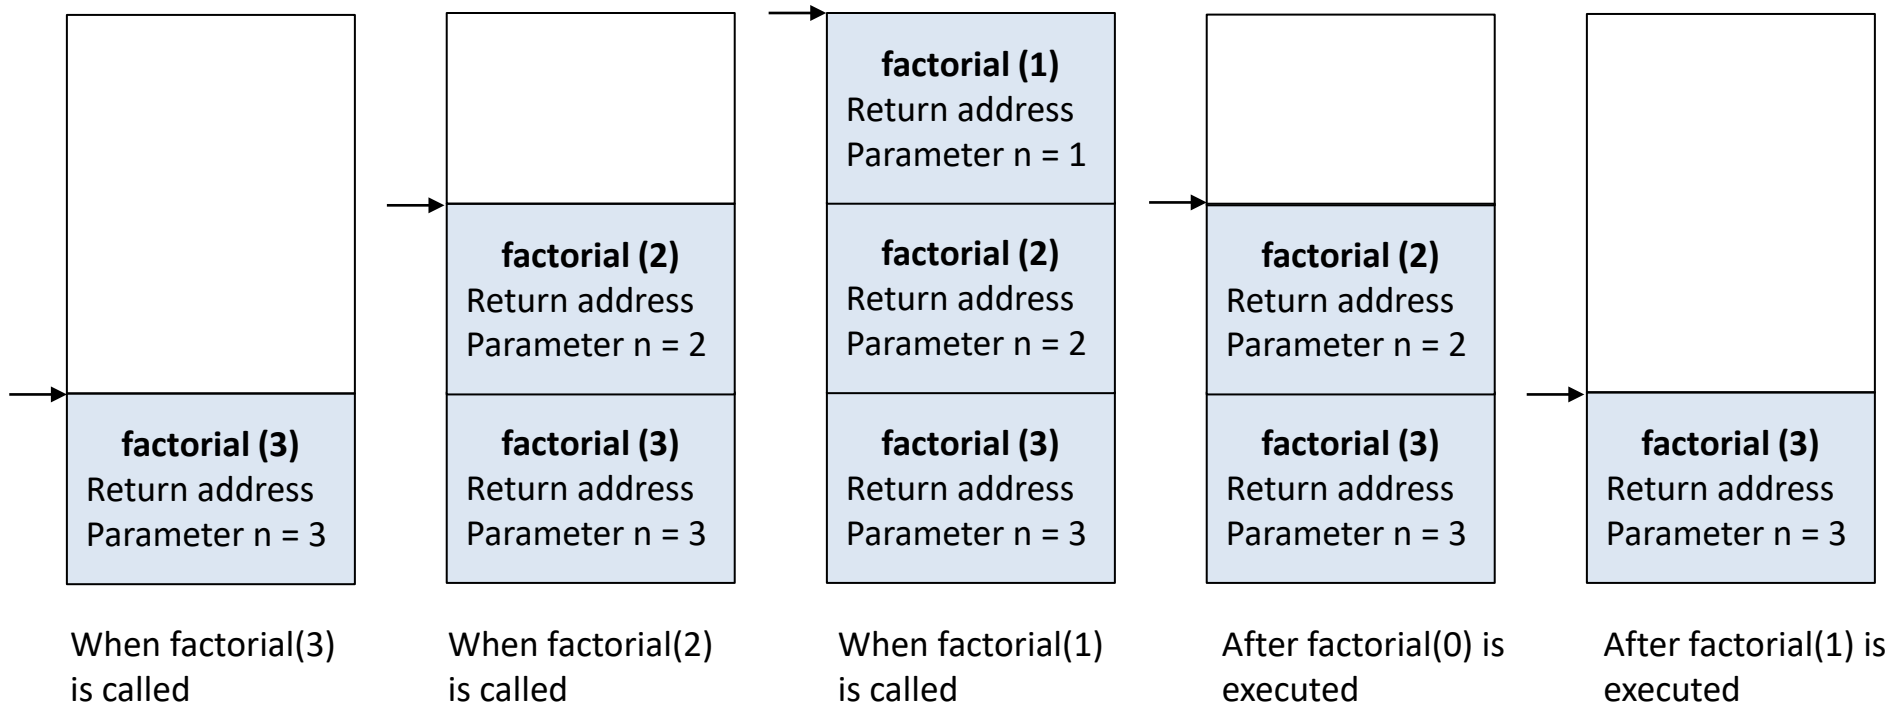 factorial (3)
Return address
Parameter n = 3
When factorial(3)
is called
factorial (2)
Return address
Parameter n = 2
factorial (3)
Return address
Parameter n = 3
When factorial(2)
is called
factorial (1)
Return address
Parameter n = 1
factorial (2)
Return address
Parameter n = 2
factorial (3)
Return address
Parameter n = 3
When factorial(1)
is called
factorial (2)
Return address
Parameter n = 2
factorial (3)
Return address
Parameter n = 3
After factorial(0) is
executed
factorial (3)
Return address
Parameter n = 3
After factorial(1) is
executed